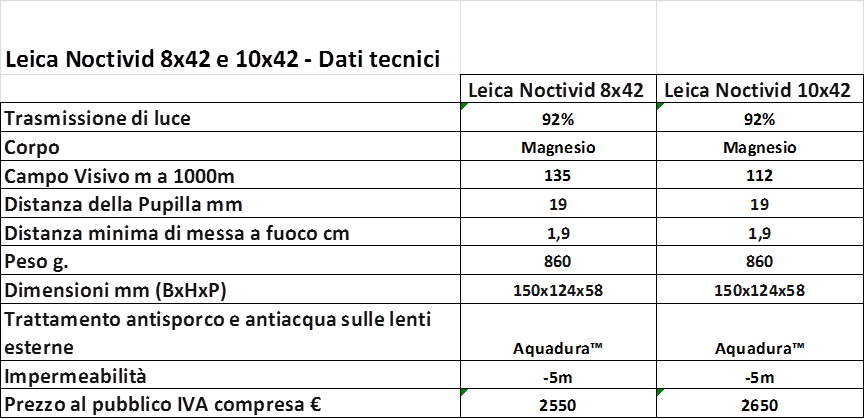 Leica Noctivid 8x42 e 10x42 - Dati tecnici
Leica Noctivid 8x42 Leica Noctivid 10x42
Trasmissione di luce 92% 92%
Corpo Magnesio Magnesio
Campo Visivo m a 1000m 135 112
Distanza della Pupilla mm 19 19
Distanza minima di messa a fuoco cm 1,9 1,9
Peso g. 860 860
Dimensioni mm (BxHxP) 150x124x58 150x124x58
Trattamento antisporco e antiacqua sulle lenti
esterne Aquadura™ Aquadura™
Impermeabilità -5m -5m
Prezzo al pubblico IVA compresa € 2550 2650